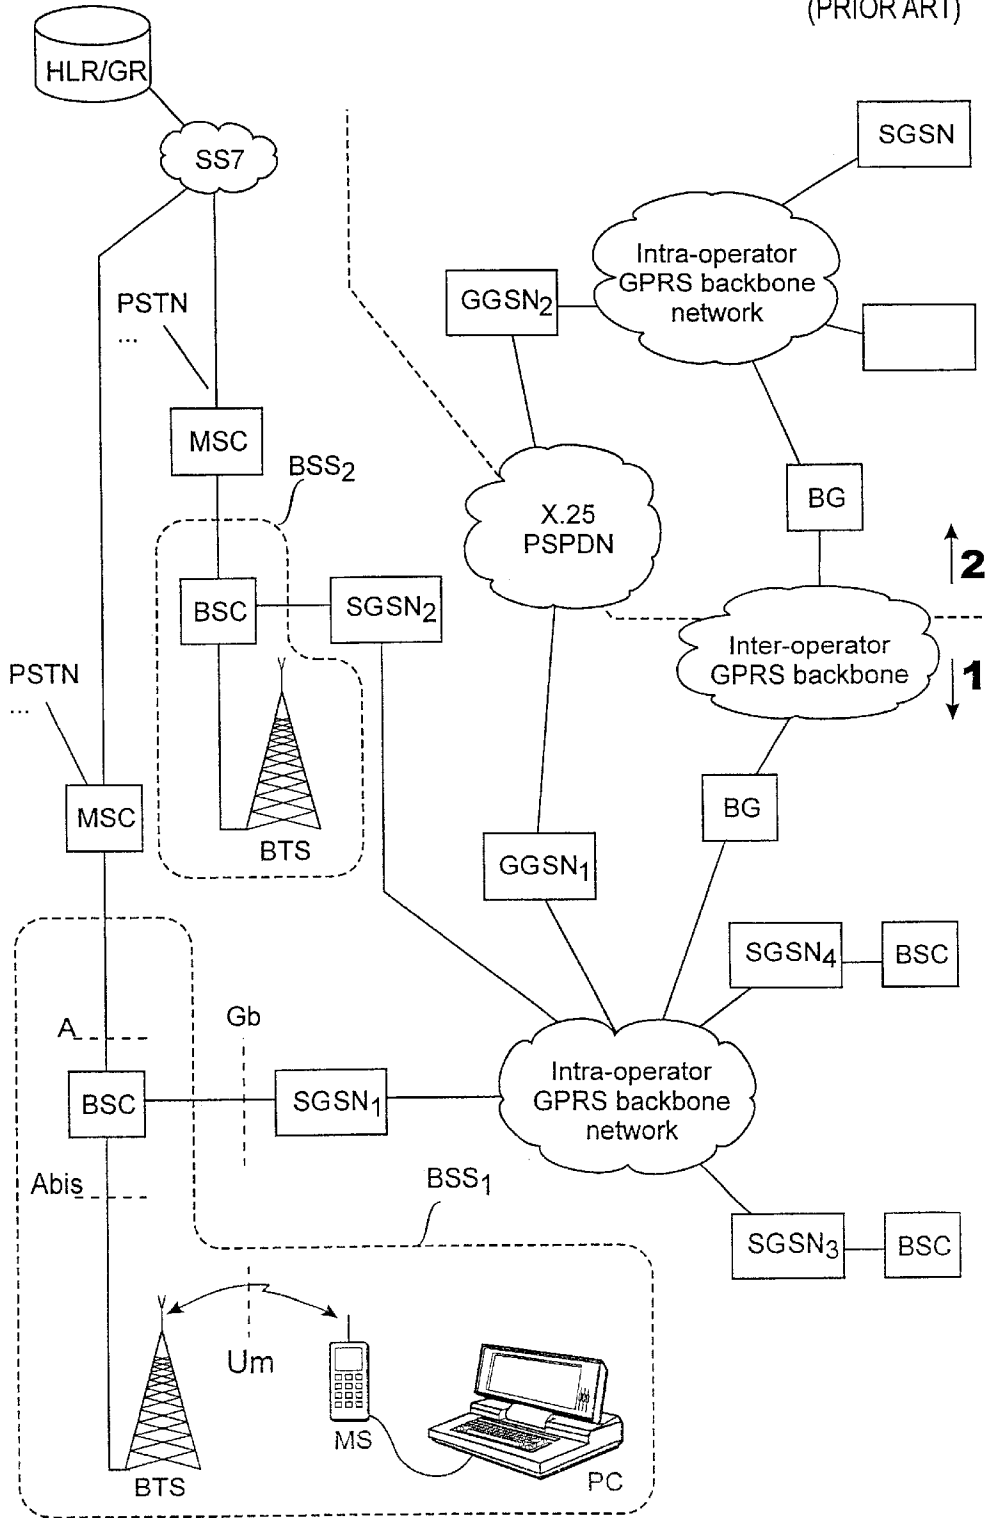 (PRIOR ART)
HLR/GR
SS7
SGSN
Intra-operator
GPRS backbone
network
GGSN2
PSTN
...
MSC
BSS2
X.25
PSPDN
BG
2
BSC
SGSN2
Inter-operator
GPRS backbone
1
PSTN
...
MSC
BTS
BG
GGSN1
SGSN4
BSC
A
Gb
BSC
SGSN1
Intra-operator
GPRS backbone
network
Abis
BSS1
SGSN3
BSC
Um
MS
PC
BTS